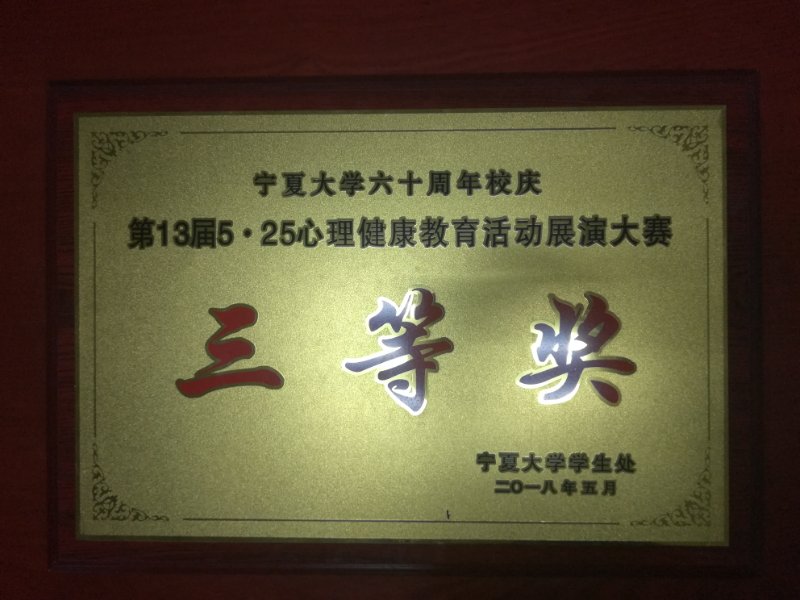 宁夏大学六十周年校庆
第13届5·25心理健康教育活动展演大赛
三等奖
宁夏大学学生处
二〇一八年五月